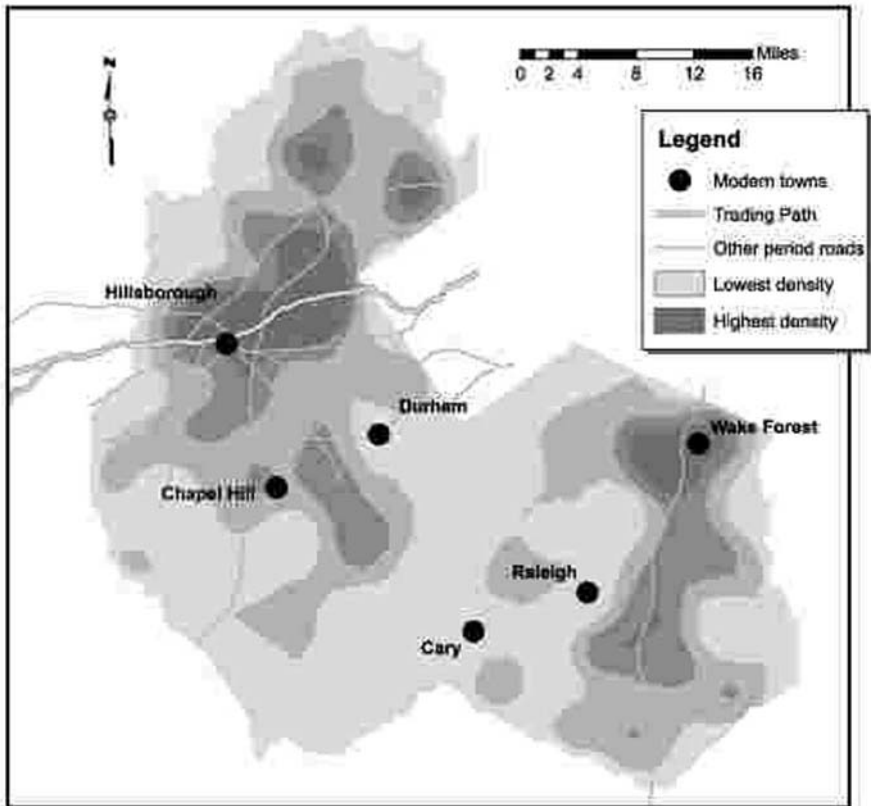 N
Miles
0 2 4 8 12 16
Legend
Modern towns
Trading Path
Other period roads
Lowest density
Highest density
Hillsborough
Durham
Wake Forest
Chapel Hill
Raleigh
Cary